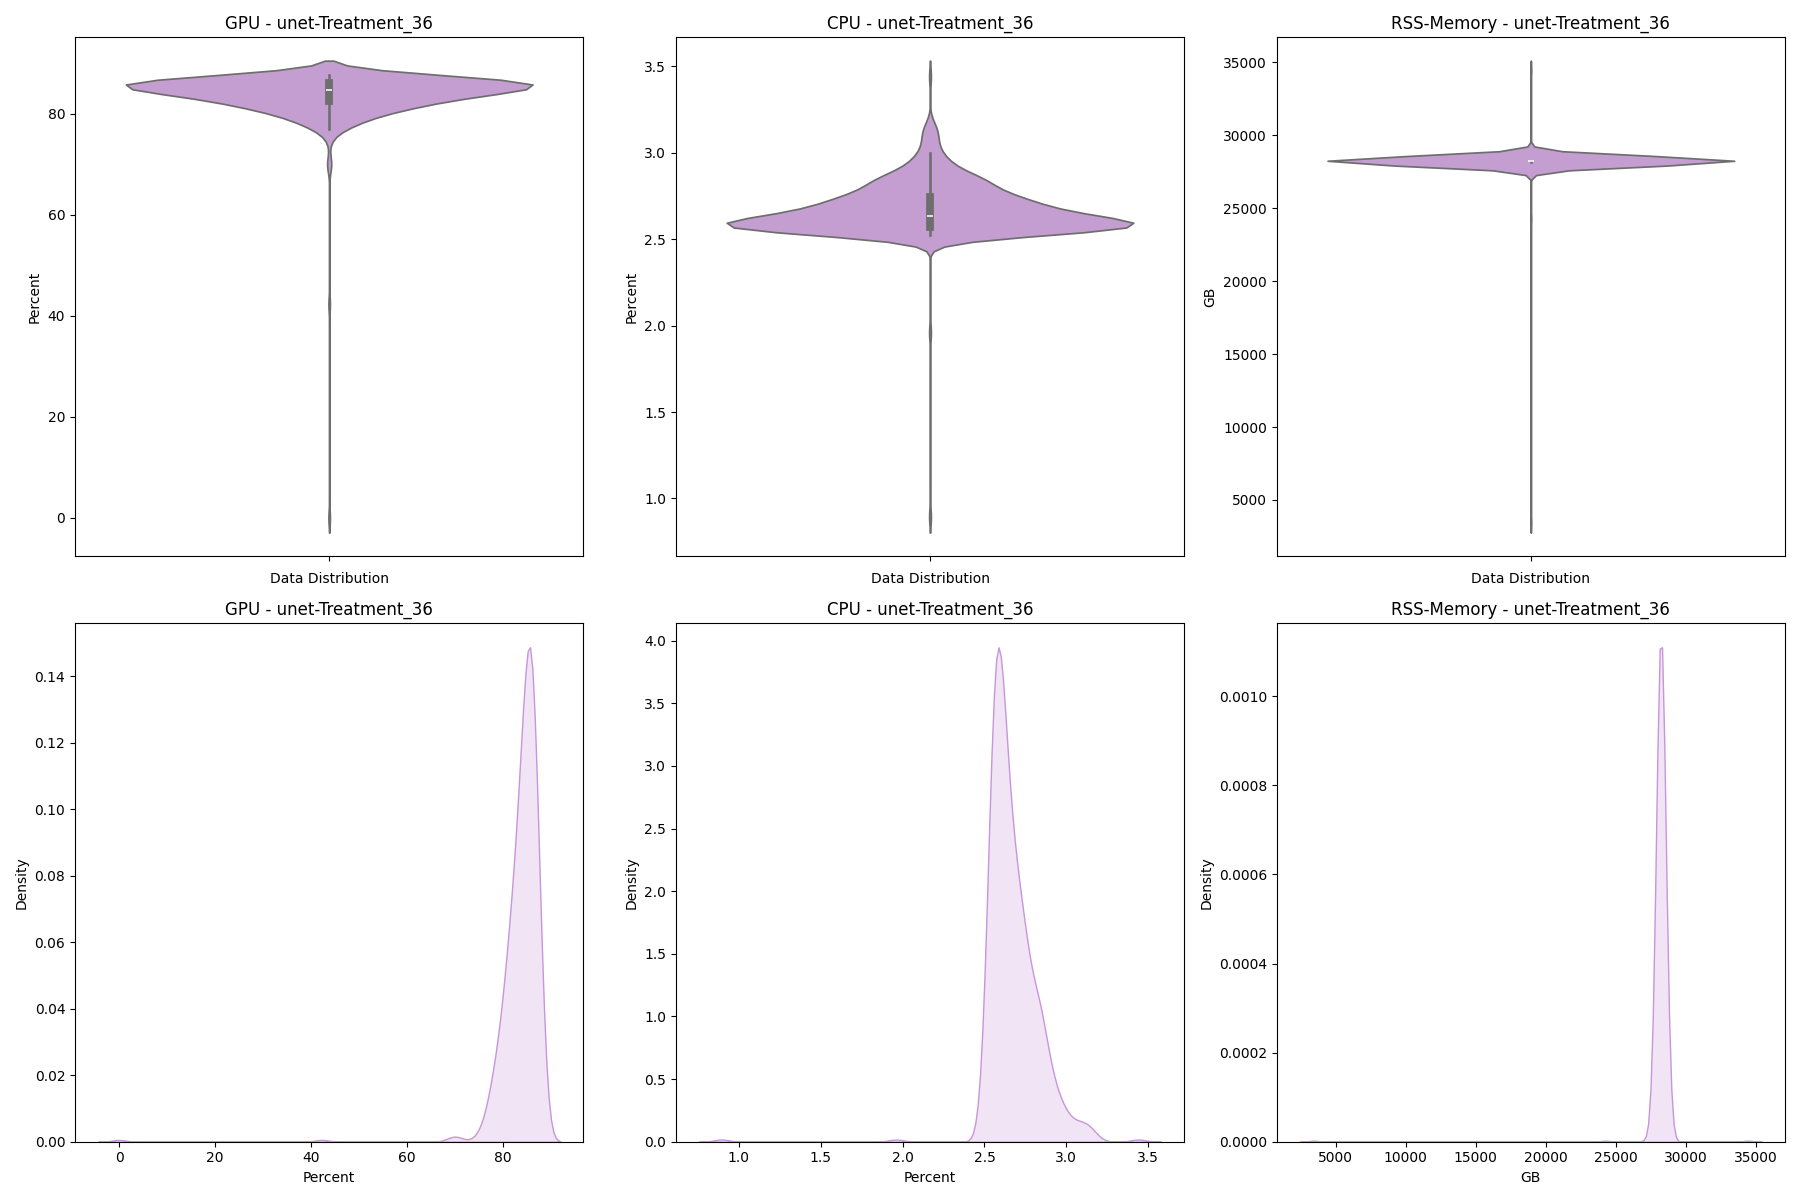 GPU - unet-Treatment_36
Percent
80
60
40
20
0
Data Distribution
CPU - unet-Treatment_36
Percent
3.5
3.0
2.5
2.0
1.5
1.0
Data Distribution
RSS-Memory - unet-Treatment_36
GB
35000
30000
25000
20000
15000
10000
5000
Data Distribution
GPU - unet-Treatment_36
Density
0.14
0.12
0.10
0.08
0.06
0.04
0.02
0.00
0 20 40 60 80
Percent
CPU - unet-Treatment_36
Density
4.0
3.5
3.0
2.5
2.0
1.5
1.0
0.5
0.0
1.0 1.5 2.0 2.5 3.0 3.5
Percent
RSS-Memory - unet-Treatment_36
Density
0.0010
0.0008
0.0006
0.0004
0.0002
0.0000
5000 10000 15000 20000 25000 30000 35000
GB